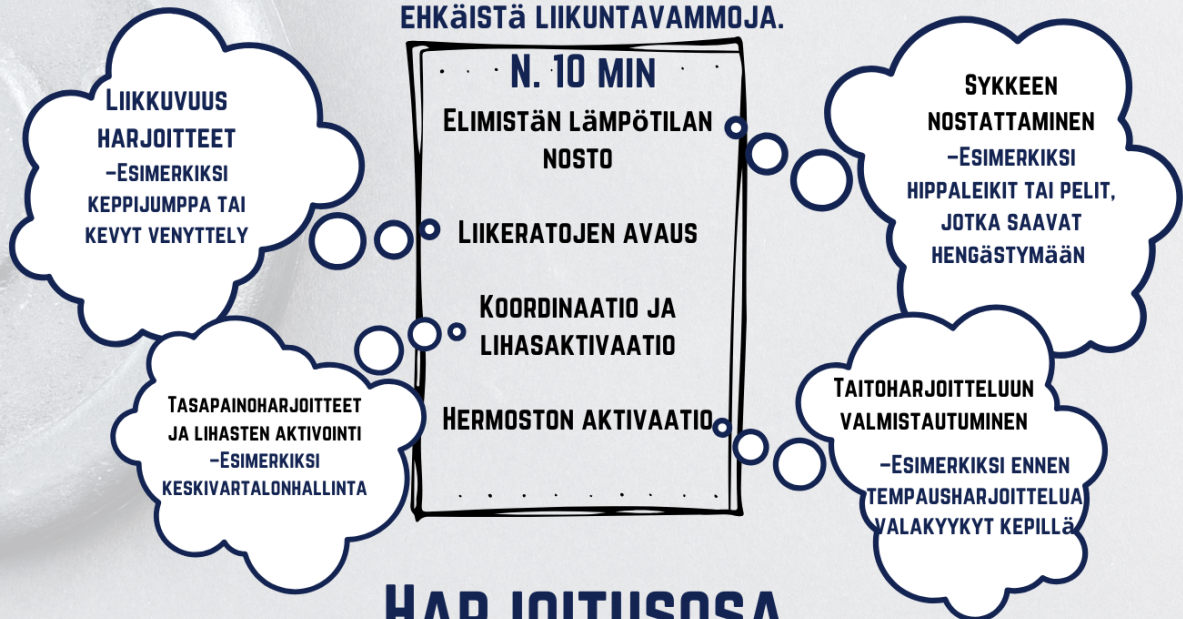 EHKÄISTÄ LIIKUNTAVAMMOJA.
N. 10 MIN
ELIMISTÄN LÄMPÖTILAN
NOSTO
LIIKERATOJEN AVAUS
KOORDINAATIO JA
LIHASAKTIVAATIO
HERMOSTON AKTIVAATIO
LIIKKUVUUS
HARJOITTEET
-ESIMERKIKSI
KEPPIJUMPPA TAI
KEVYT VENYTTELY
SYKKEEN
NOSTATTAMINEN
-ESIMERKIKSI
HIPPALEIKIT TAI PELIT,
JOTKA SAAVAT
HENGÄSTYMÄÄN
TASAPAINOHARJOITTEET
JA LIHASTEN AKTIVOINTI
-ESIMERKIKSI
KESKIVARTALONHALLINTA
TAITOHARJOITTELUUN
VALMISTAUTUMINEN
-ESIMERKIKSI ENNEN
TEMPAUSHARJOITTELUA
VALAKYYKYT KEPILLÄ
HARJOITUSOSA